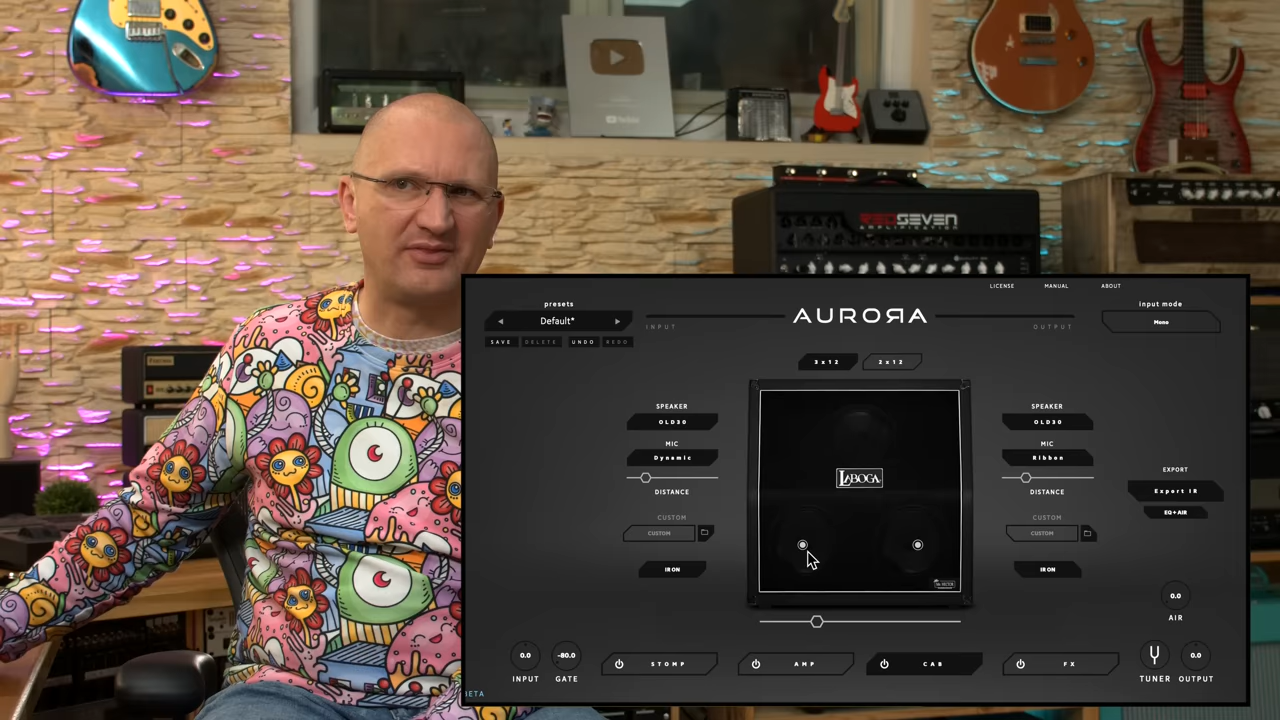 YouTube
REDSEVEN
AMPLIFICATION
LICENSE
MANUAL
ABOUT
presets
Default*
SAVE
DELETE
UNDO
REDO
INPUT
AURORA
OUTPUT
input mode
Mono
3x12
2x12
SPEAKER
OLD30
MIC
Dynamic
DISTANCE
CUSTOM
CUSTOM
IRON
LABOGA
SPEAKER
OLD30
MIC
Ribbon
DISTANCE
CUSTOM
CUSTOM
IRON
EXPORT
Export IR
EQ+AIR
0.0
AIR
0.0
INPUT
-80.0
GATE
STOMP
AMP
CAB
FX
TUNER
0.0
OUTPUT
BETA